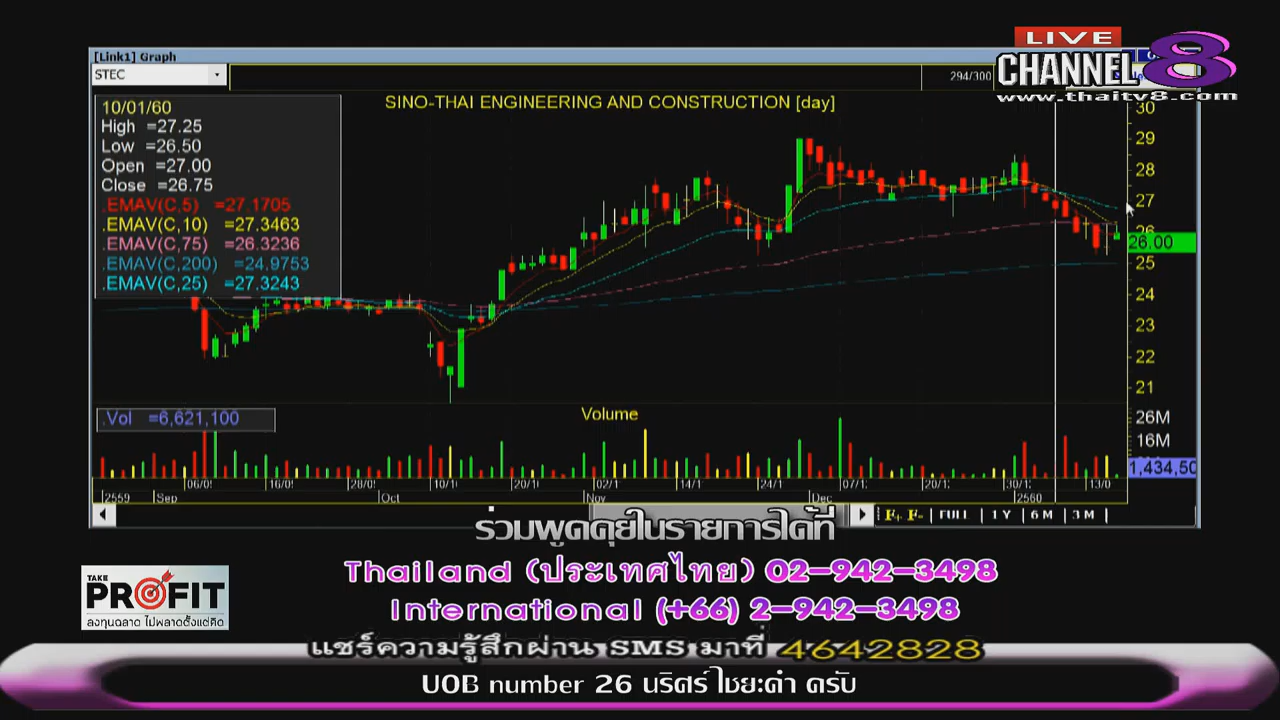 LIVE
[Link1] Graph
CHANNEL 8
STEC
294/300
www.thaitv8.com
10/01/60
SINO-THAI ENGINEERING AND CONSTRUCTION [day]
High =27.25
Low =26.50
Open =27.00
Close =26.75
.EMAV(C,5) =27.1705
.EMAV(C,10) =27.3463
.EMAV(C,75) =26.3236
.EMAV(C,200) =24.9753
.EMAV(C,25) =27.3243
30
29
28
27
26
26.00
25
24
23
22
21
.Vol =6,621,100
Volume
26M
16M
1,434,50
06/0 16/0 28/0 10/1 20/1 02/1 14/1 24/1 07/1 20/1 30/1 13/0
2559 Sep Oct Nov Dec 2560
F+ F- FULL 1Y 6M 3M
ร่วมพูดคุยในรายการได้ที่
Thailand (ประเทศไทย) 02-942-3498
International (+66) 2-942-3498
TAKE
PROFIT
ลงทุนฉลาด ไม่พลาดตั้งแต่คิด
แชร์ความรู้สึกผ่าน SMS มาที่ 4642828
UOB number 26 นริศร์ ไชยะคำ ครับ